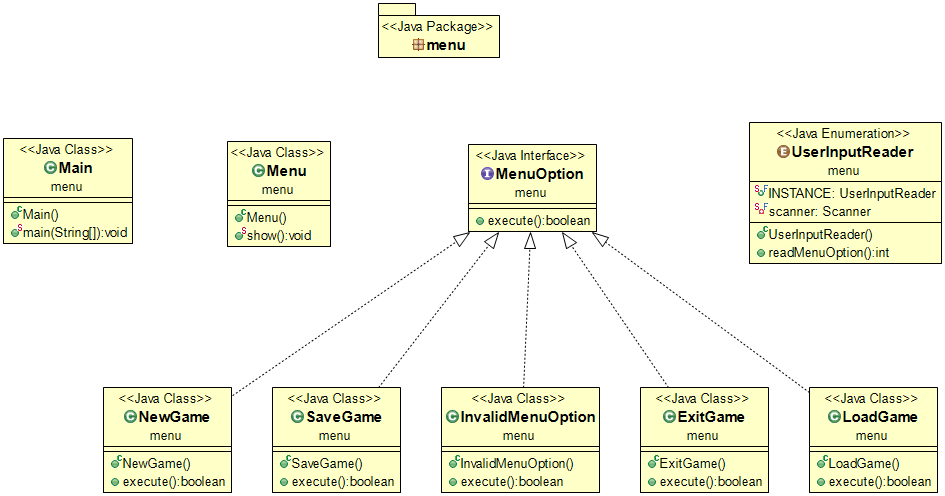 <<Java Package>>
menu
<<Java Class>>
Main
menu
Main()
main(String[]):void
<<Java Class>>
Menu
menu
Menu()
show():void
<<Java Interface>>
MenuOption
menu
execute():boolean
<<Java Enumeration>>
UserInputReader
menu
INSTANCE: UserInputReader
scanner: Scanner
UserInputReader()
readMenuOption():int
<<Java Class>>
NewGame
menu
NewGame()
execute():boolean
<<Java Class>>
SaveGame
menu
SaveGame()
execute():boolean
<<Java Class>>
InvalidMenuOption
menu
InvalidMenuOption()
execute():boolean
<<Java Class>>
ExitGame
menu
ExitGame()
execute():boolean
<<Java Class>>
LoadGame
menu
LoadGame()
execute():boolean